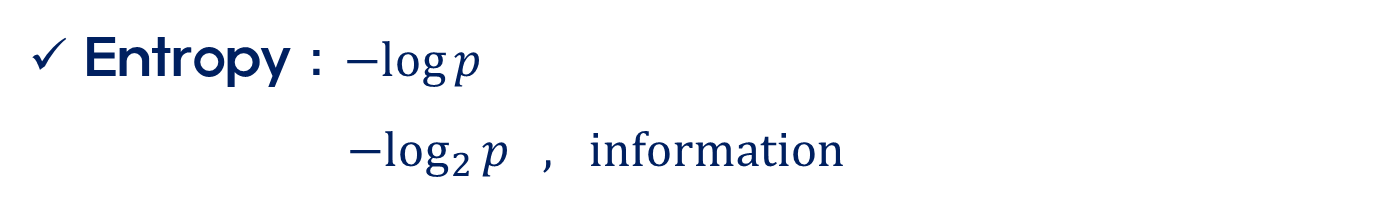 ✓ Entropy : −log p
−log₂ p , information